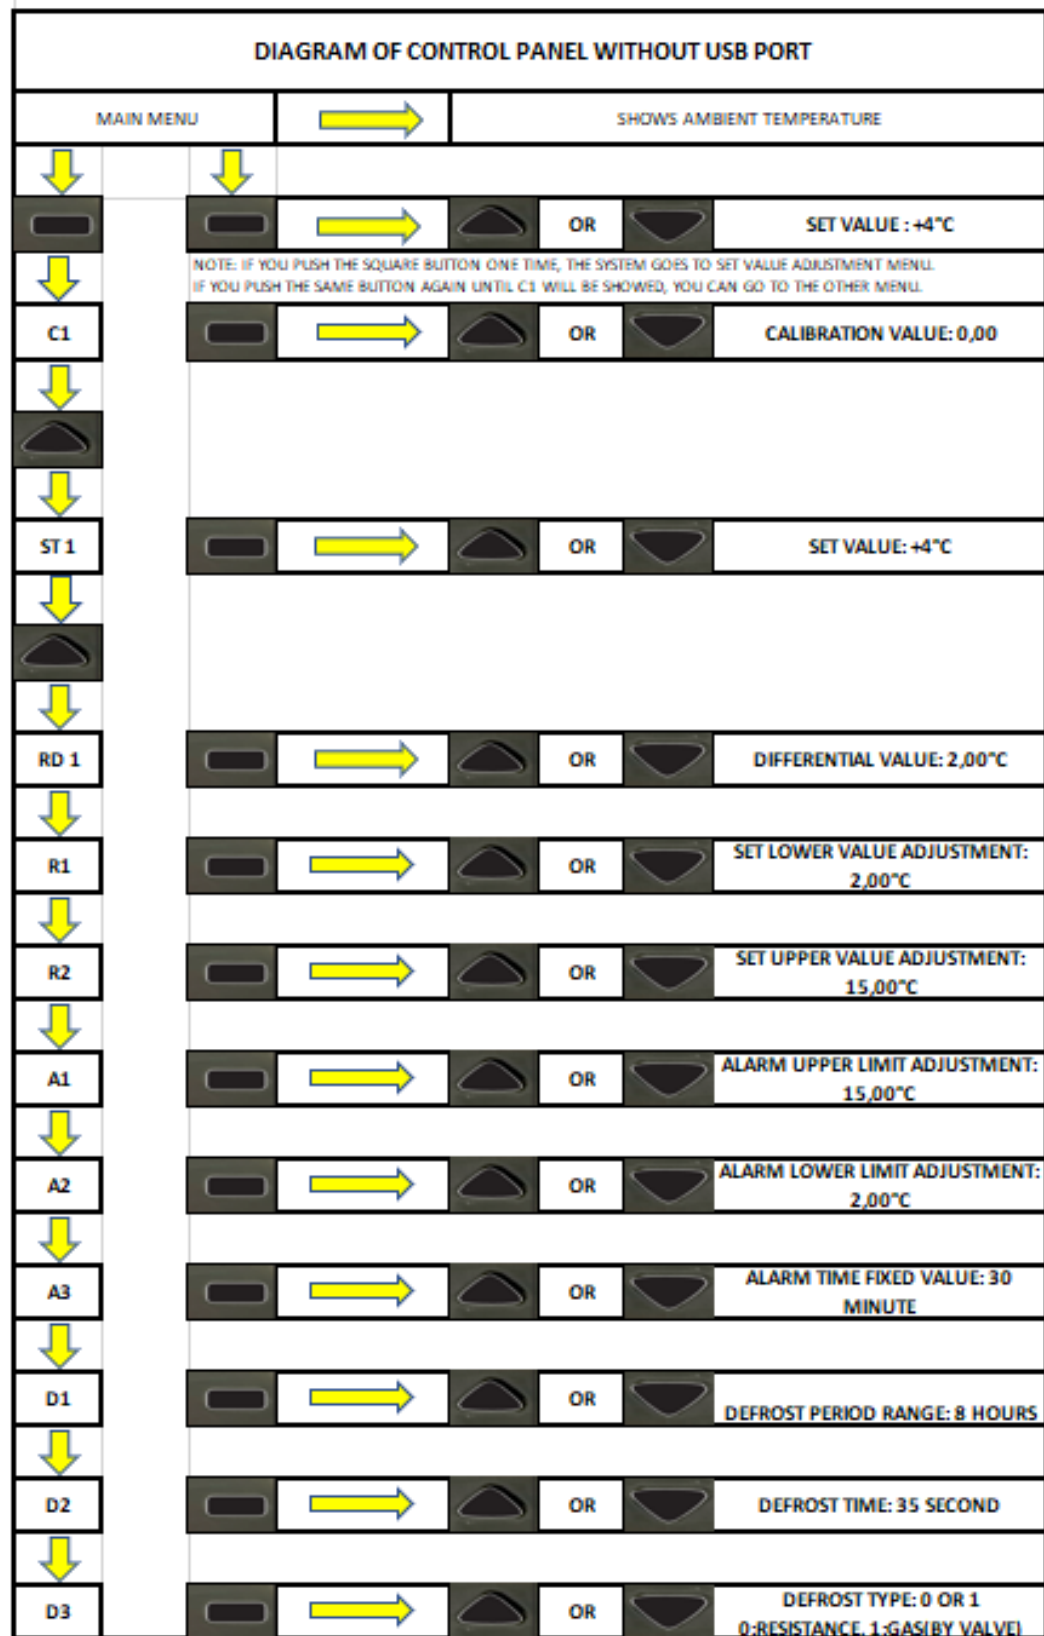 DIAGRAM OF CONTROL PANEL WITHOUT USB PORT
MAIN MENU
SHOWS AMBIENT TEMPERATURE
OR
SET VALUE : +4°C
NOTE: IF YOU PUSH THE SQUARE BUTTON ONE TIME, THE SYSTEM GOES TO SET VALUE ADJUSTMENT MENU.
IF YOU PUSH THE SAME BUTTON AGAIN UNTIL C1 WILL BE SHOWED, YOU CAN GO TO THE OTHER MENU.
C1
OR
CALIBRATION VALUE: 0,00
ST 1
OR
SET VALUE: +4°C
RD 1
OR
DIFFERENTIAL VALUE: 2,00°C
R1
OR
SET LOWER VALUE ADJUSTMENT:
2,00°C
R2
OR
SET UPPER VALUE ADJUSTMENT:
15,00°C
A1
OR
ALARM UPPER LIMIT ADJUSTMENT:
15,00°C
A2
OR
ALARM LOWER LIMIT ADJUSTMENT:
2,00°C
A3
OR
ALARM TIME FIXED VALUE: 30
MINUTE
D1
OR
DEFROST PERIOD RANGE: 8 HOURS
D2
OR
DEFROST TIME: 35 SECOND
D3
OR
DEFROST TYPE: 0 OR 1
0:RESISTANCE, 1:GAS(BY VALVE)